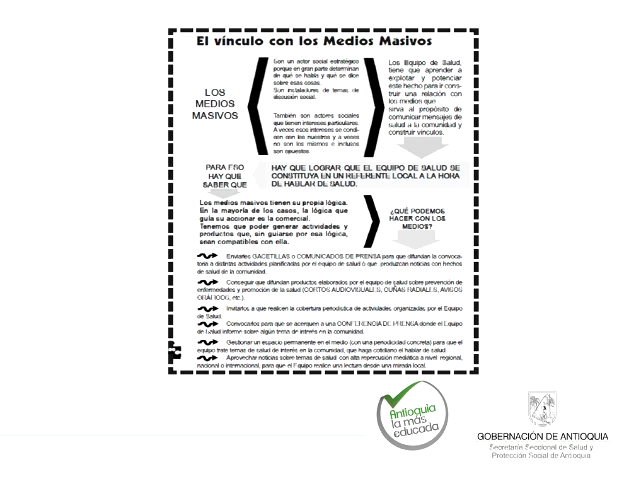 El vínculo con los Medios Masivos
LOS
MEDIOS
MASIVOS
Son un actor social estratégico
porque en gran parte determinan
de qué se habla y qué se dice
sobre esas cosas.
Son instaladores de temas de
discusión social.
También son actores sociales
que tienen intereses particulares.
A veces esos intereses se condi-
cen con los nuestros y a veces
no son los mismos e inclusos
son opuestos.
Los Equipo de Salud,
tiene que aprender a
explotar y potenciar
este hecho para ir cons-
truir una relación con
los medios que
sirva al propósito de
comunicar mensajes de
salud a la comunidad y
construir vínculos.
PARA ESO
HAY QUE
SABER QUE
HAY QUE LOGRAR QUE EL EQUIPO DE SALUD SE
CONSTITUYA EN UN REFERENTE LOCAL A LA HORA
DE HABLAR DE SALUD.
Los medios masivos tienen su propia lógica.
En la mayoría de los casos, la lógica que
guía su accionar es la comercial.
Tenemos que poder generar actividades y
productos que, sin guiarse por esa lógica,
sean compatibles con ella.
¿QUÉ PODEMOS
HACER CON LOS
MEDIOS?
Enviarles GACETILLAS o COMUNICADOS DE PRENSA para que difundan la convoca-
toria a distintas actividades planificadas por el equipo de salud o que produzcan noticias con hechos
de salud de la comunidad.
Conseguir que difundan productos elaborados por el equipo de salud sobre prevención de
enfermedades y promoción de la salud (CORTOS AUDIOVISUALES, CUÑAS RADIALES, AVISOS
GRÁFICOS, etc.).
Invitarlos a que realicen la cobertura periodística de actividades organizadas por el Equipo
de Salud.
Convocarlos para que se acerquen a una CONFERENCIA DE PRENSA donde el Equipo
de Salud informe sobre algún tema de interés en la comunidad.
Gestionar un espacio permanente en el medio (con una periodicidad concreta) para que el
equipo trate temas de salud de interés en la comunidad, que haga cotidiano el hablar de salud.
Aprovechar noticias sobre temas de salud con alta repercusión mediática a nivel regional,
nacional o internacional, para que el Equipo realice una lectura desde una mirada local.
Antioquia
la más
educada
GOBERNACIÓN DE ANTIOQUIA
Secretaría Seccional de Salud y
Protección Social de Antioquia